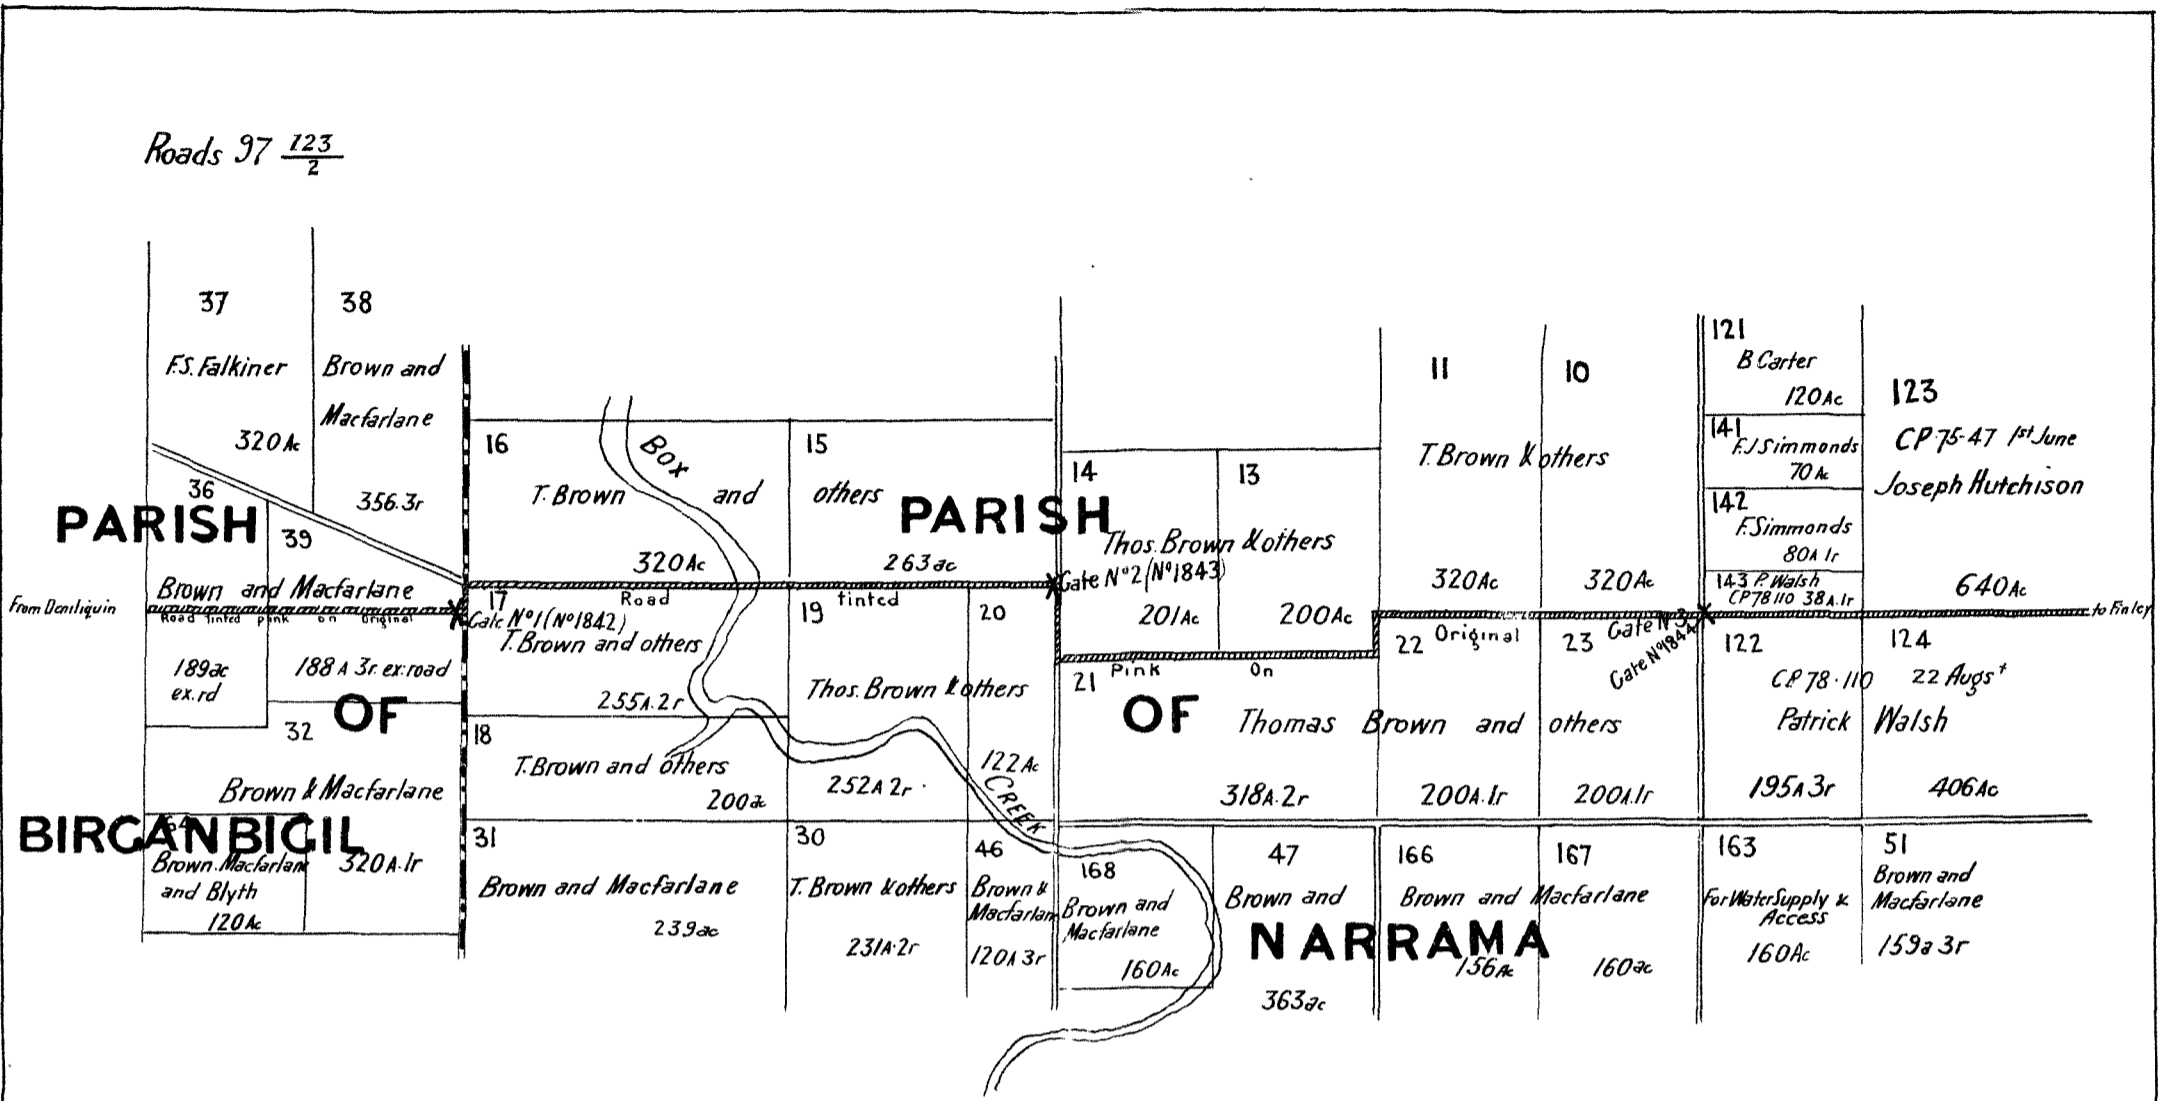 Roads 97 123/2
37
F.S. Falkiner
320Ac
38
Brown and
Macfarlane
356.3r
36
39
PARISH
Brown and Macfarlane
From Deniliquin
Road Tinted pink on Original
189ac
ex.rd
188A 3r. ex. road
OF
32
Brown & Macfarlane
BIRGANBIGIL
320A.1r
Brown. Macfarlan
and Blyth
120Ac
16
T. Brown and others
320Ac
15
263ac
BOX
CREEK
PARISH
Road tinted
17
Gate Nº1 (Nº1842)
T. Brown and others
255A.2r
18
T. Brown and others
200ac
19
20
Thos. Brown & others
252A 2r.
122Ac
31
Brown and Macfarlane
239ac
30
T. Brown & others
231A.2r
46
Brown &
Macfarlan
120A 3r
14
13
Thos. Brown & others
Gate Nº2 (Nº1843)
201Ac
200Ac
11
10
T. Brown & others
320Ac
320Ac
Pink On
21
22
Original
23
Gate Nº3
Gate Nº1844
OF
Thomas Brown and others
318A.2r
200A.1r
200A.1r
168
Brown and
Macfarlane
160Ac
47
Brown and
363ac
166
167
Brown and Macfarlane
156Ac
160ac
NARRAMA
121
B Carter
120Ac
141
F.J Simmonds
70Ac
142
F. Simmonds
80A 1r
143 P. Walsh
CP78110 38A.1r
123
CP.75-47 1st June
Joseph Hutchison
640Ac
to Finley
122
124
CP.78.110 22 Augst
Patrick Walsh
195A3r
406Ac
163
For Water Supply &
Access
160Ac
51
Brown and
Macfarlane
159a 3r